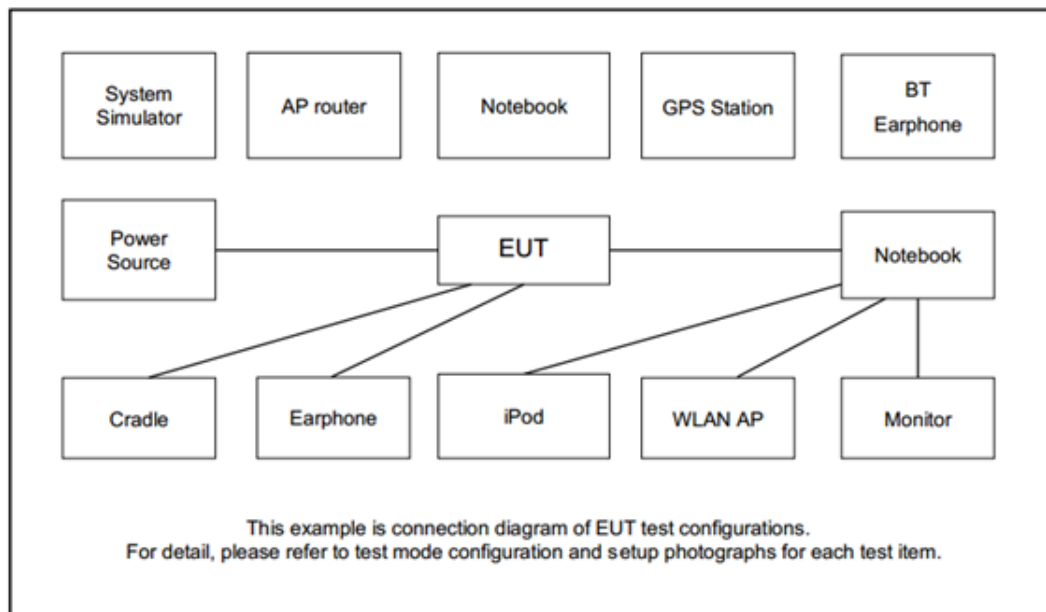 System
Simulator
AP router
Notebook
GPS Station
BT
Earphone
Power
Source
EUT
Notebook
Cradle
Earphone
iPod
WLAN AP
Monitor
This example is connection diagram of EUT test configurations.
For detail, please refer to test mode configuration and setup photographs for each test item.